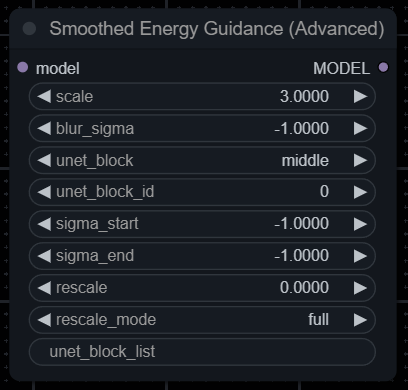 Smoothed Energy Guidance (Advanced)
model MODEL
scale 3.0000
blur_sigma -1.0000
unet_block middle
unet_block_id 0
sigma_start -1.0000
sigma_end -1.0000
rescale 0.0000
rescale_mode full
unet_block_list